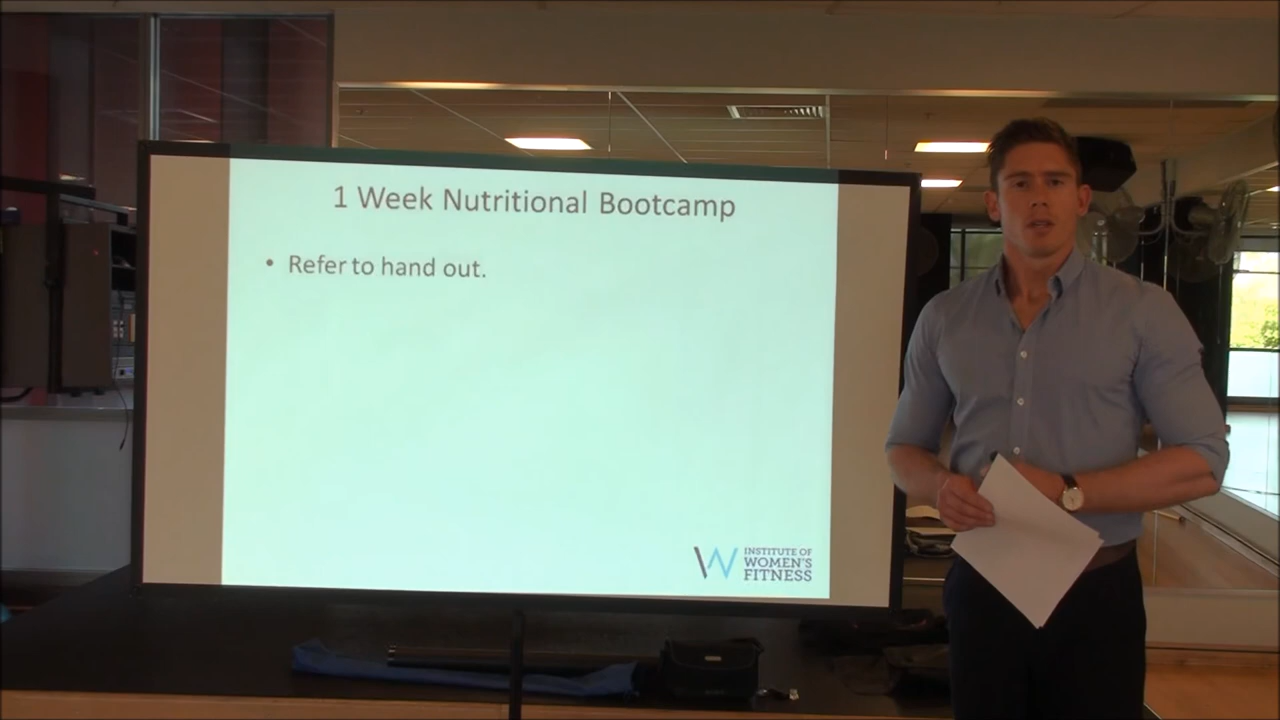 1 Week Nutritional Bootcamp
• Refer to hand out.
INSTITUTE OF
WOMEN'S
FITNESS